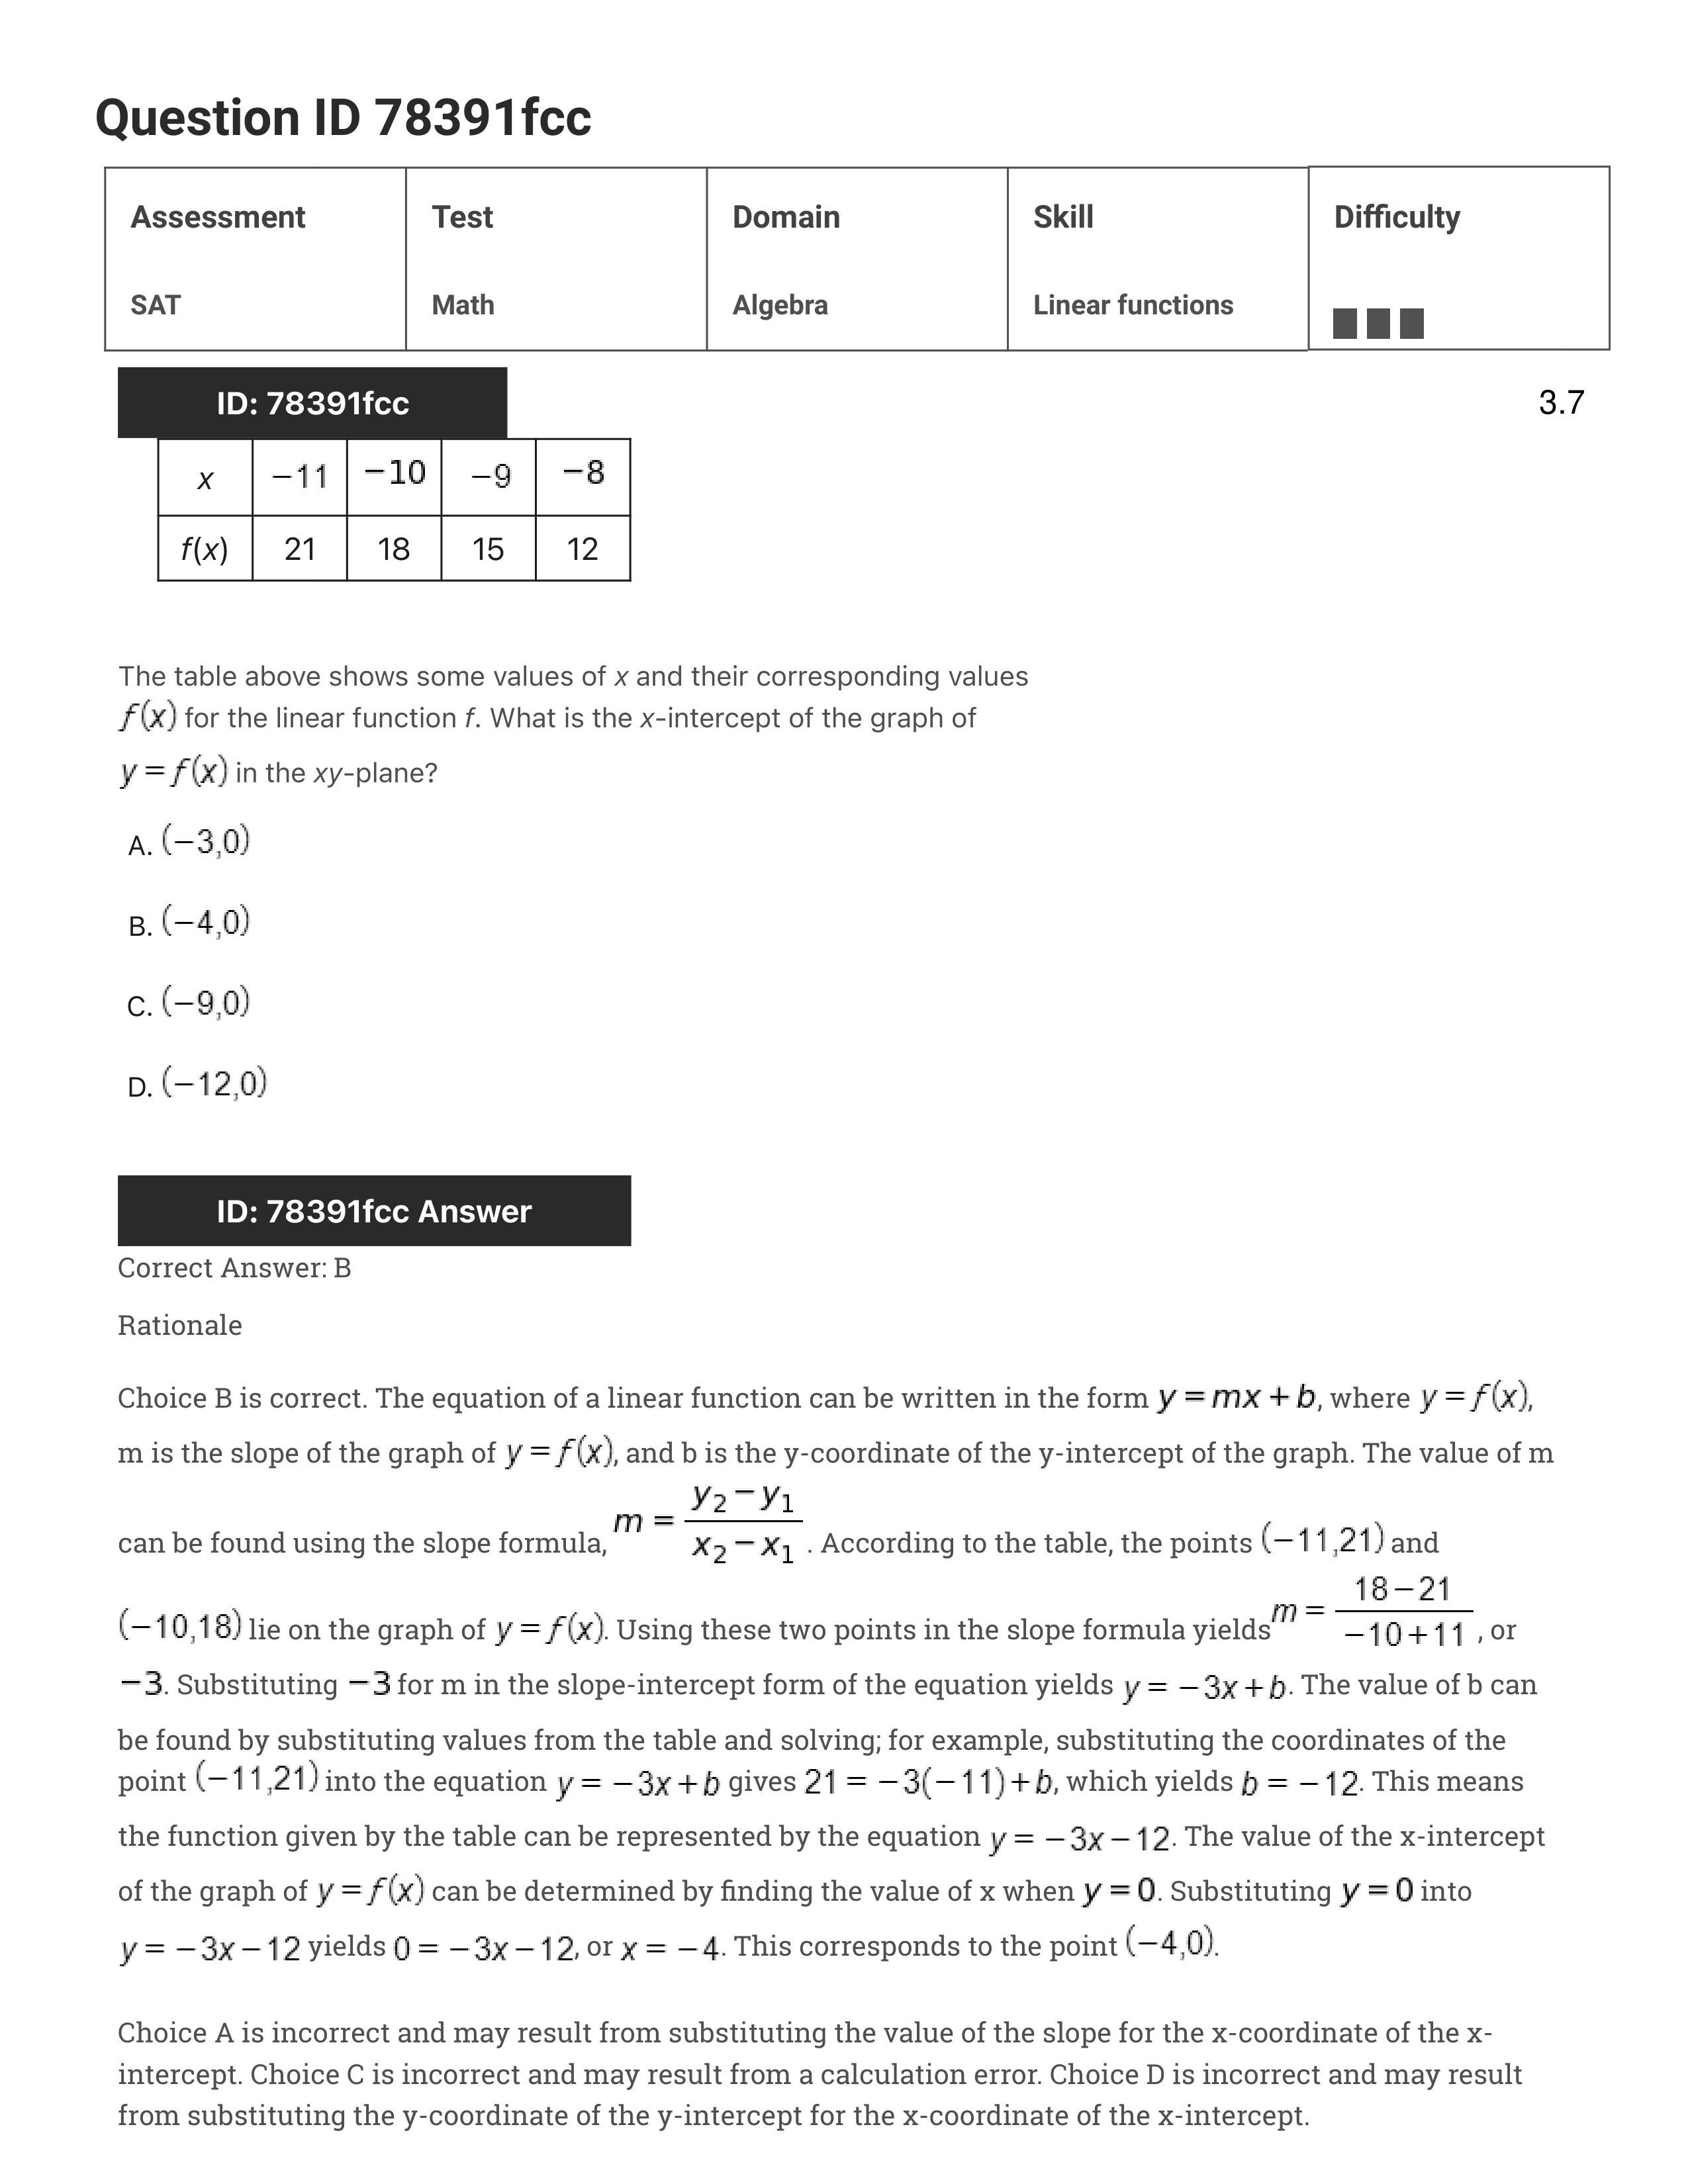 Question ID 78391fcc
Assessment Test Domain Skill Difficulty
SAT Math Algebra Linear functions
ID: 78391fcc 3.7
x −11 −10 −9 −8
f(x) 21 18 15 12
The table above shows some values of x and their corresponding values
f(x) for the linear function f. What is the x-intercept of the graph of
y = f(x) in the xy-plane?
A. (−3,0)
B. (−4,0)
C. (−9,0)
D. (−12,0)
ID: 78391fcc Answer
Correct Answer: B
Rationale
Choice B is correct. The equation of a linear function can be written in the form y = mx + b, where y = f(x),
m is the slope of the graph of y = f(x), and b is the y-coordinate of the y-intercept of the graph. The value of m
can be found using the slope formula, m = (y₂ − y₁)/(x₂ − x₁). According to the table, the points (−11,21) and
(−10,18) lie on the graph of y = f(x). Using these two points in the slope formula yields m = (18 − 21)/(−10 + 11), or
−3. Substituting −3 for m in the slope-intercept form of the equation yields y = −3x + b. The value of b can
be found by substituting values from the table and solving; for example, substituting the coordinates of the
point (−11,21) into the equation y = −3x + b gives 21 = −3(−11) + b, which yields b = −12. This means
the function given by the table can be represented by the equation y = −3x − 12. The value of the x-intercept
of the graph of y = f(x) can be determined by finding the value of x when y = 0. Substituting y = 0 into
y = −3x − 12 yields 0 = −3x − 12, or x = −4. This corresponds to the point (−4,0).
Choice A is incorrect and may result from substituting the value of the slope for the x-coordinate of the x-
intercept. Choice C is incorrect and may result from a calculation error. Choice D is incorrect and may result
from substituting the y-coordinate of the y-intercept for the x-coordinate of the x-intercept.